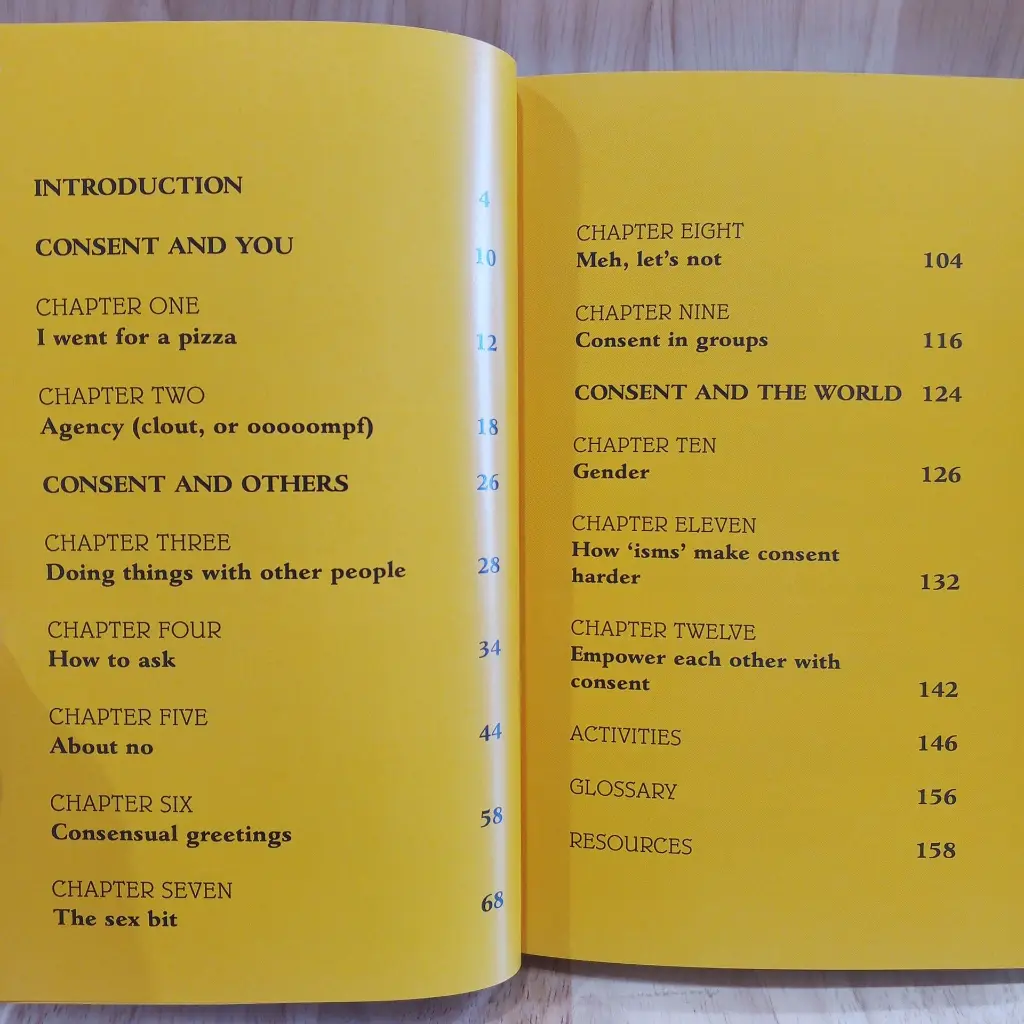 INTRODUCTION 4
CONSENT AND YOU 10
CHAPTER ONE
I went for a pizza 12
CHAPTER TWO
Agency (clout, or ooooompf) 18
CONSENT AND OTHERS 26
CHAPTER THREE
Doing things with other people 28
CHAPTER FOUR
How to ask 34
CHAPTER FIVE
About no 44
CHAPTER SIX
Consensual greetings 58
CHAPTER SEVEN
The sex bit 68
CHAPTER EIGHT
Meh, let's not 104
CHAPTER NINE
Consent in groups 116
CONSENT AND THE WORLD 124
CHAPTER TEN
Gender 126
CHAPTER ELEVEN
How ‘isms’ make consent
harder 132
CHAPTER TWELVE
Empower each other with
consent 142
ACTIVITIES 146
GLOSSARY 156
RESOURCES 158